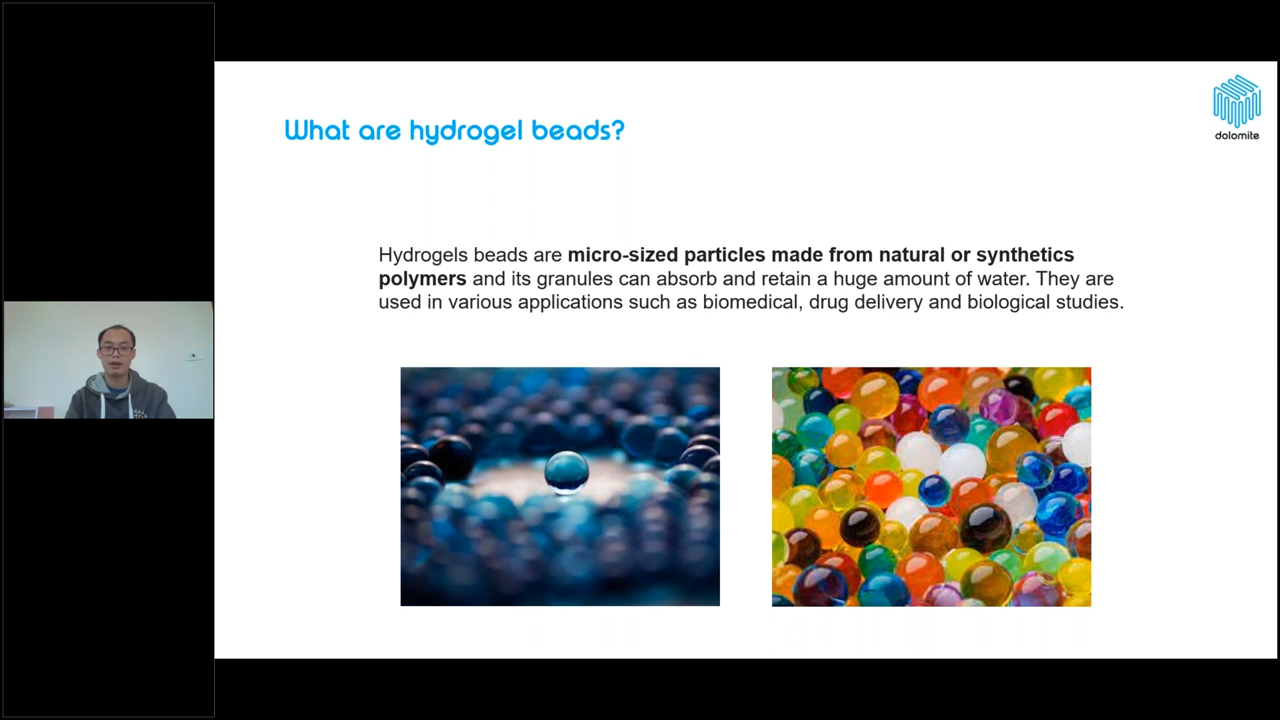 What are hydrogel beads?
dolomite
Hydrogels beads are micro-sized particles made from natural or synthetics
polymers and its granules can absorb and retain a huge amount of water. They are
used in various applications such as biomedical, drug delivery and biological studies.